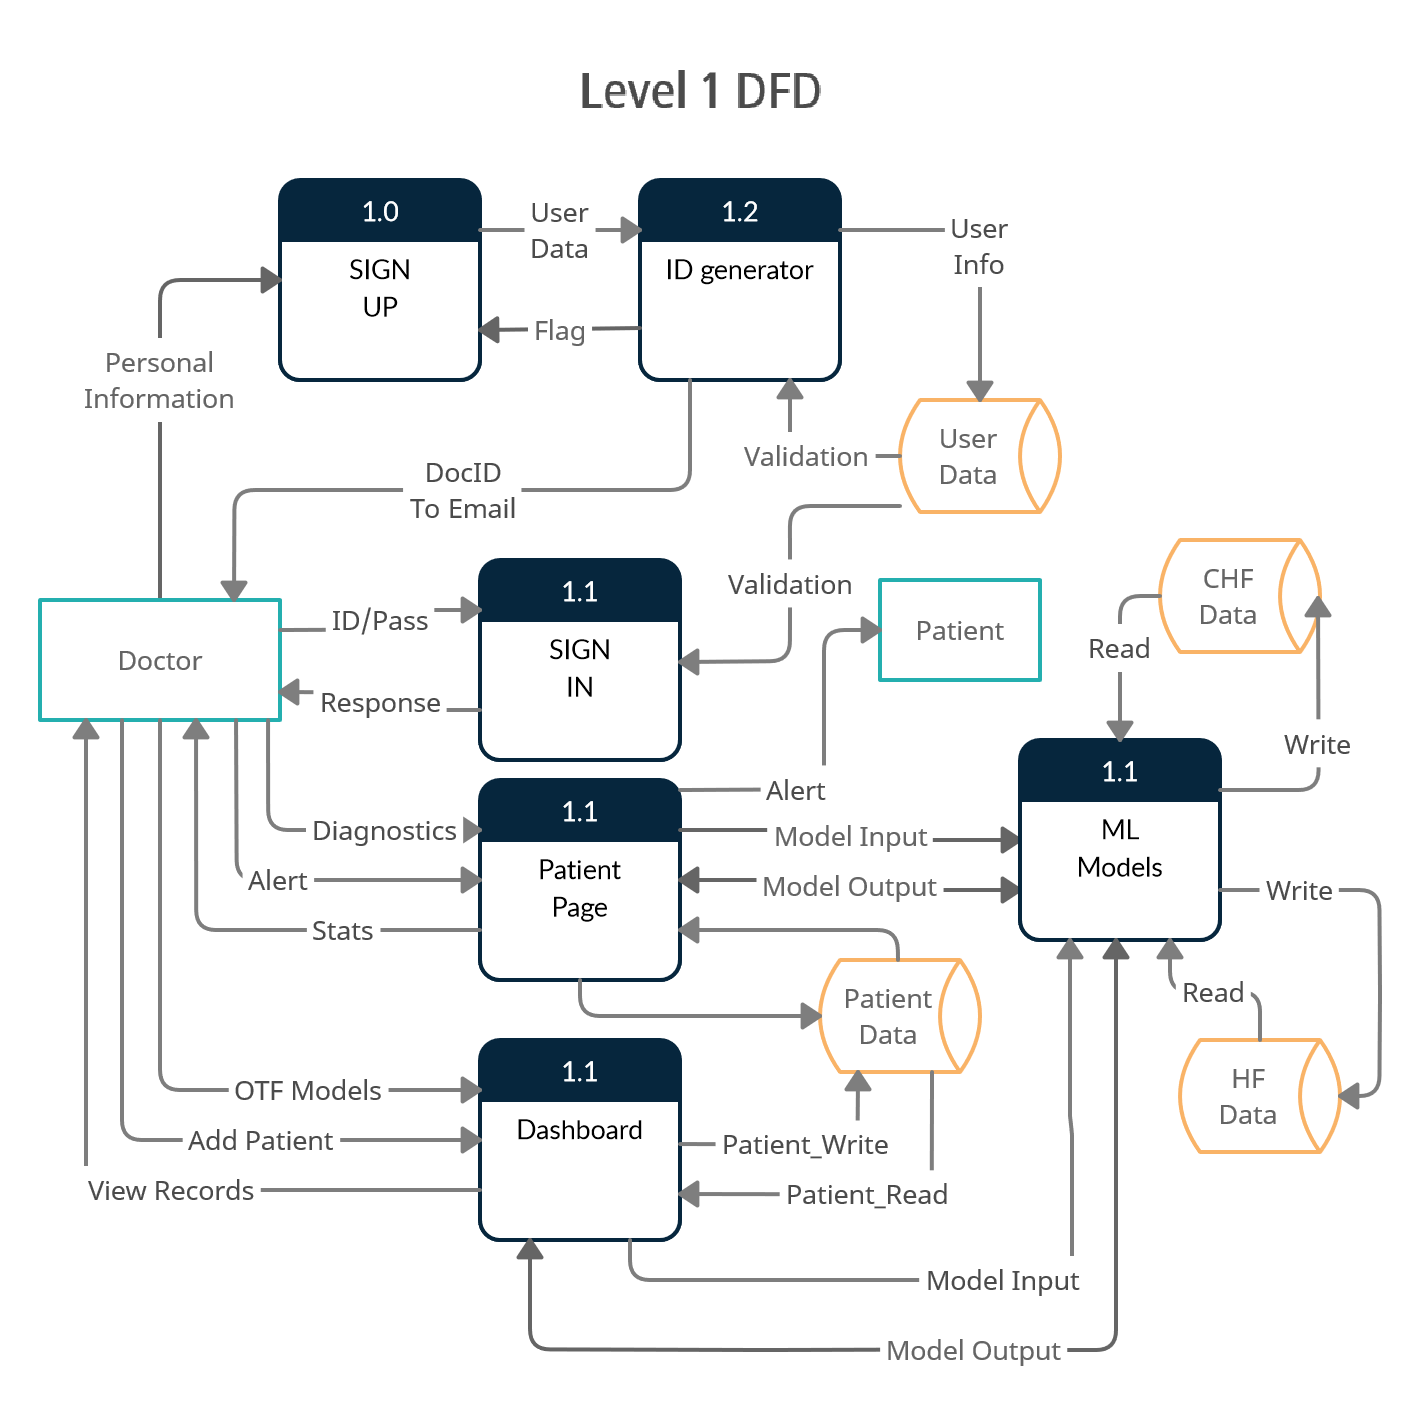 Level 1 DFD
1.0
SIGN
UP
User
Data
1.2
ID generator
User
Info
Flag
Personal
Information
User
Data
Validation
DocID
To Email
Validation
1.1
SIGN
IN
ID/Pass
Response
Doctor
Patient
CHF
Data
Read
Write
1.1
Patient
Page
Alert
Diagnostics
Model Input
Alert
Model Output
Stats
1.1
ML
Models
Write
Read
Patient
Data
HF
Data
1.1
Dashboard
OTF Models
Add Patient
View Records
Patient_Write
Patient_Read
Model Input
Model Output